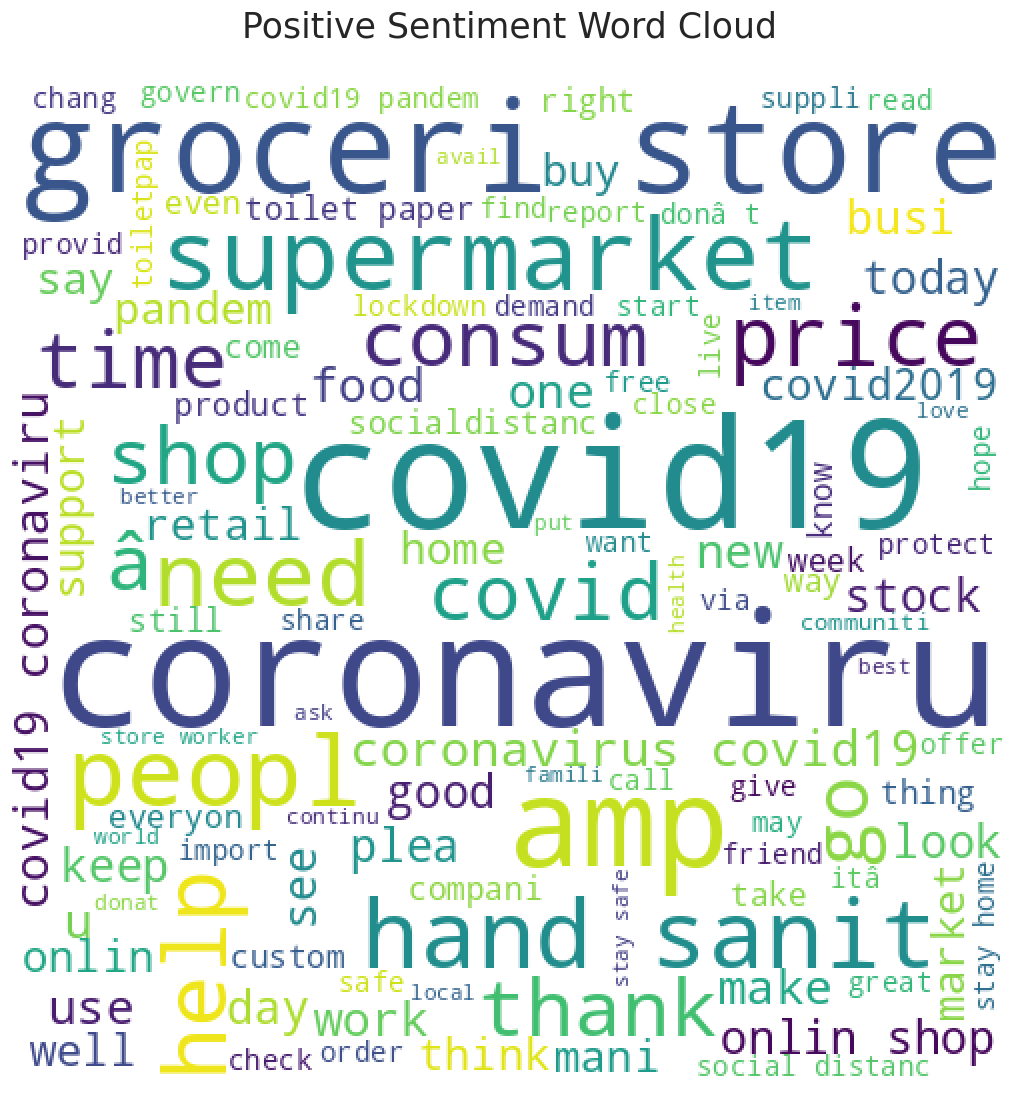 Positive Sentiment Word Cloud
chang govern covid19 pandem right suppli read
groceri store
avail
buy
toiletpap
even toilet paper find report donâ t busi
provid
supermarket
say today
pandem lockdown demand start item
time consum price
come live
food one free covid2019
product close love
socialdistanc
covid19 coronaviru
support
shop covid19
hope
better know
retail put
home want new week protect
â need covid health way stock
via
still share communiti
coronaviru
best
ask
store worker coronavirus covid19 offer
peopl famili call give thing
good amp go
everyon continu may
world import plea friend look
keep see itâ
donat compani stay safe take market stay home
u help hand sanit
onlin custom
safe local thank make great
use day work onlin shop
well check order think mani social distanc